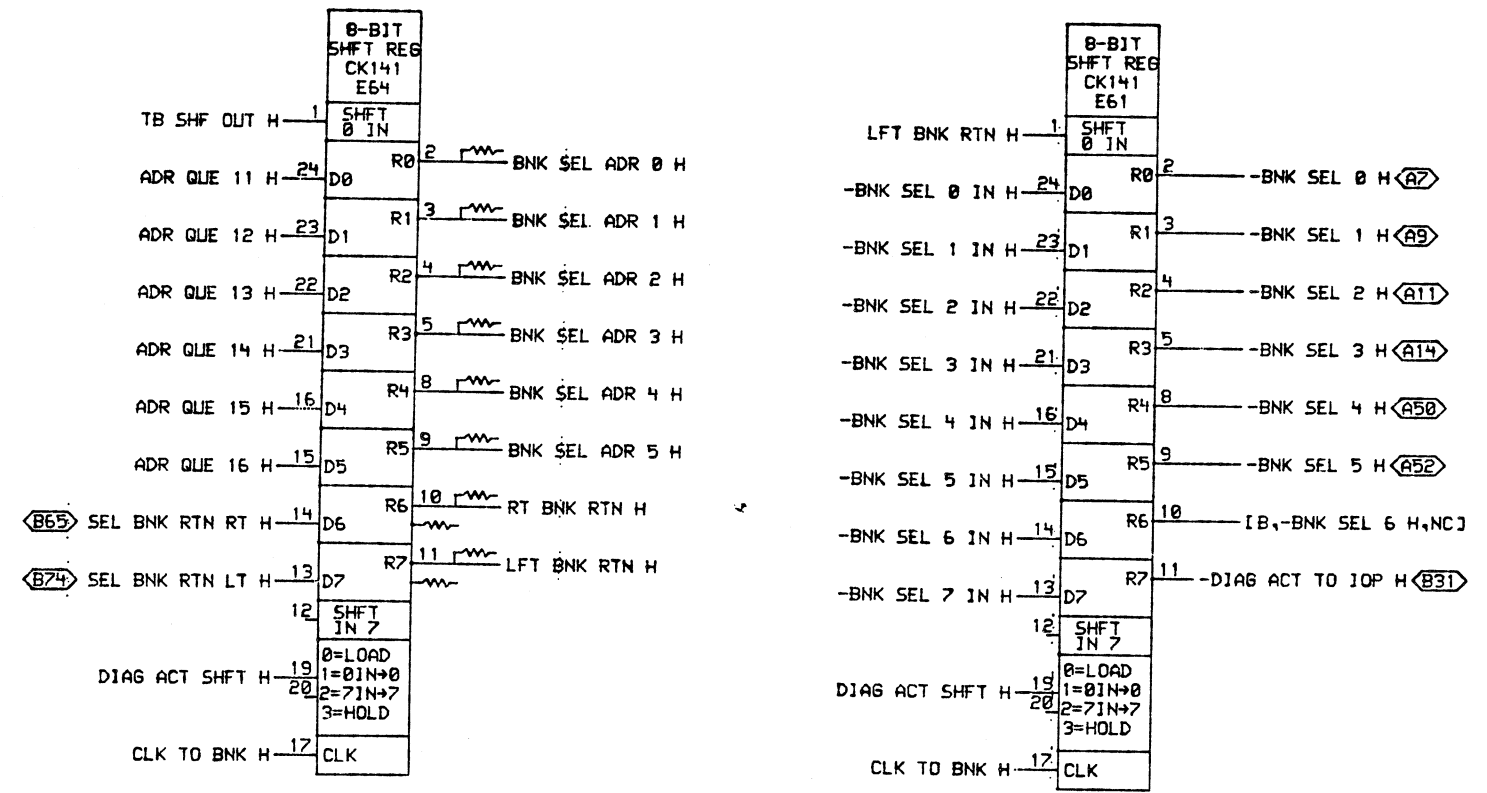 8-BIT
SHFT REG
CK141
E64
TB SHF OUT H 1 SHFT
0 IN
R0 2 BNK SEL ADR 0 H
ADR QUE 11 H 24 D0
R1 3 BNK SEL ADR 1 H
ADR QUE 12 H 23 D1
R2 4 BNK SEL ADR 2 H
ADR QUE 13 H 22 D2
R3 5 BNK SEL ADR 3 H
ADR QUE 14 H 21 D3
R4 8 BNK SEL ADR 4 H
ADR QUE 15 H 16 D4
R5 9 BNK SEL ADR 5 H
ADR QUE 16 H 15 D5
R6 10 RT BNK RTN H
B65 SEL BNK RTN RT H 14 D6
R7 11 LFT BNK RTN H
B74 SEL BNK RTN LT H 13 D7
12 SHFT
IN 7
0=LOAD
DIAG ACT SHFT H 19 1=0IN→0
20 2=7IN→7
3=HOLD
CLK TO BNK H 17 CLK
8-BIT
SHFT REG
CK141
E61
LFT BNK RTN H 1 SHFT
0 IN
R0 2 -BNK SEL 0 H A7
-BNK SEL 0 IN H 24 D0
R1 3 -BNK SEL 1 H A9
-BNK SEL 1 IN H 23 D1
R2 4 -BNK SEL 2 H A11
-BNK SEL 2 IN H 22 D2
R3 5 -BNK SEL 3 H A14
-BNK SEL 3 IN H 21 D3
R4 8 -BNK SEL 4 H A50
-BNK SEL 4 IN H 16 D4
R5 9 -BNK SEL 5 H A52
-BNK SEL 5 IN H 15 D5
R6 10 [B,-BNK SEL 6 H,NC]
-BNK SEL 6 IN H 14 D6
R7 11 -DIAG ACT TO IOP H B31
-BNK SEL 7 IN H 13 D7
12 SHFT
IN 7
0=LOAD
DIAG ACT SHFT H 19 1=0IN→0
20 2=7IN→7
3=HOLD
CLK TO BNK H 17 CLK